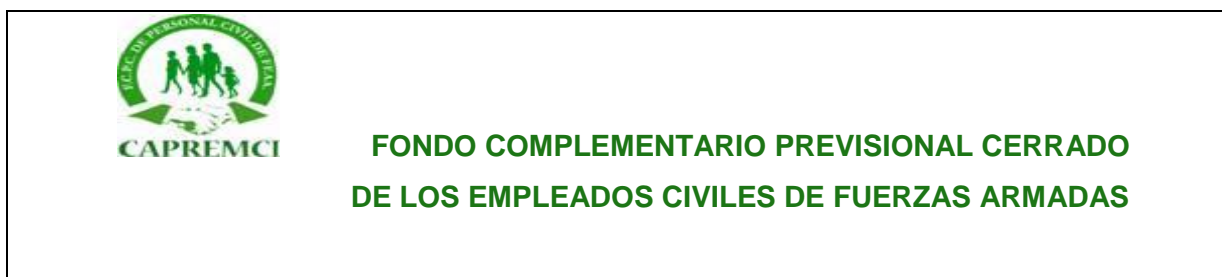 F.C.P.C. DE PERSONAL CIVIL DE FF.AA.
CAPREMCI
FONDO COMPLEMENTARIO PREVISIONAL CERRADO
DE LOS EMPLEADOS CIVILES DE FUERZAS ARMADAS